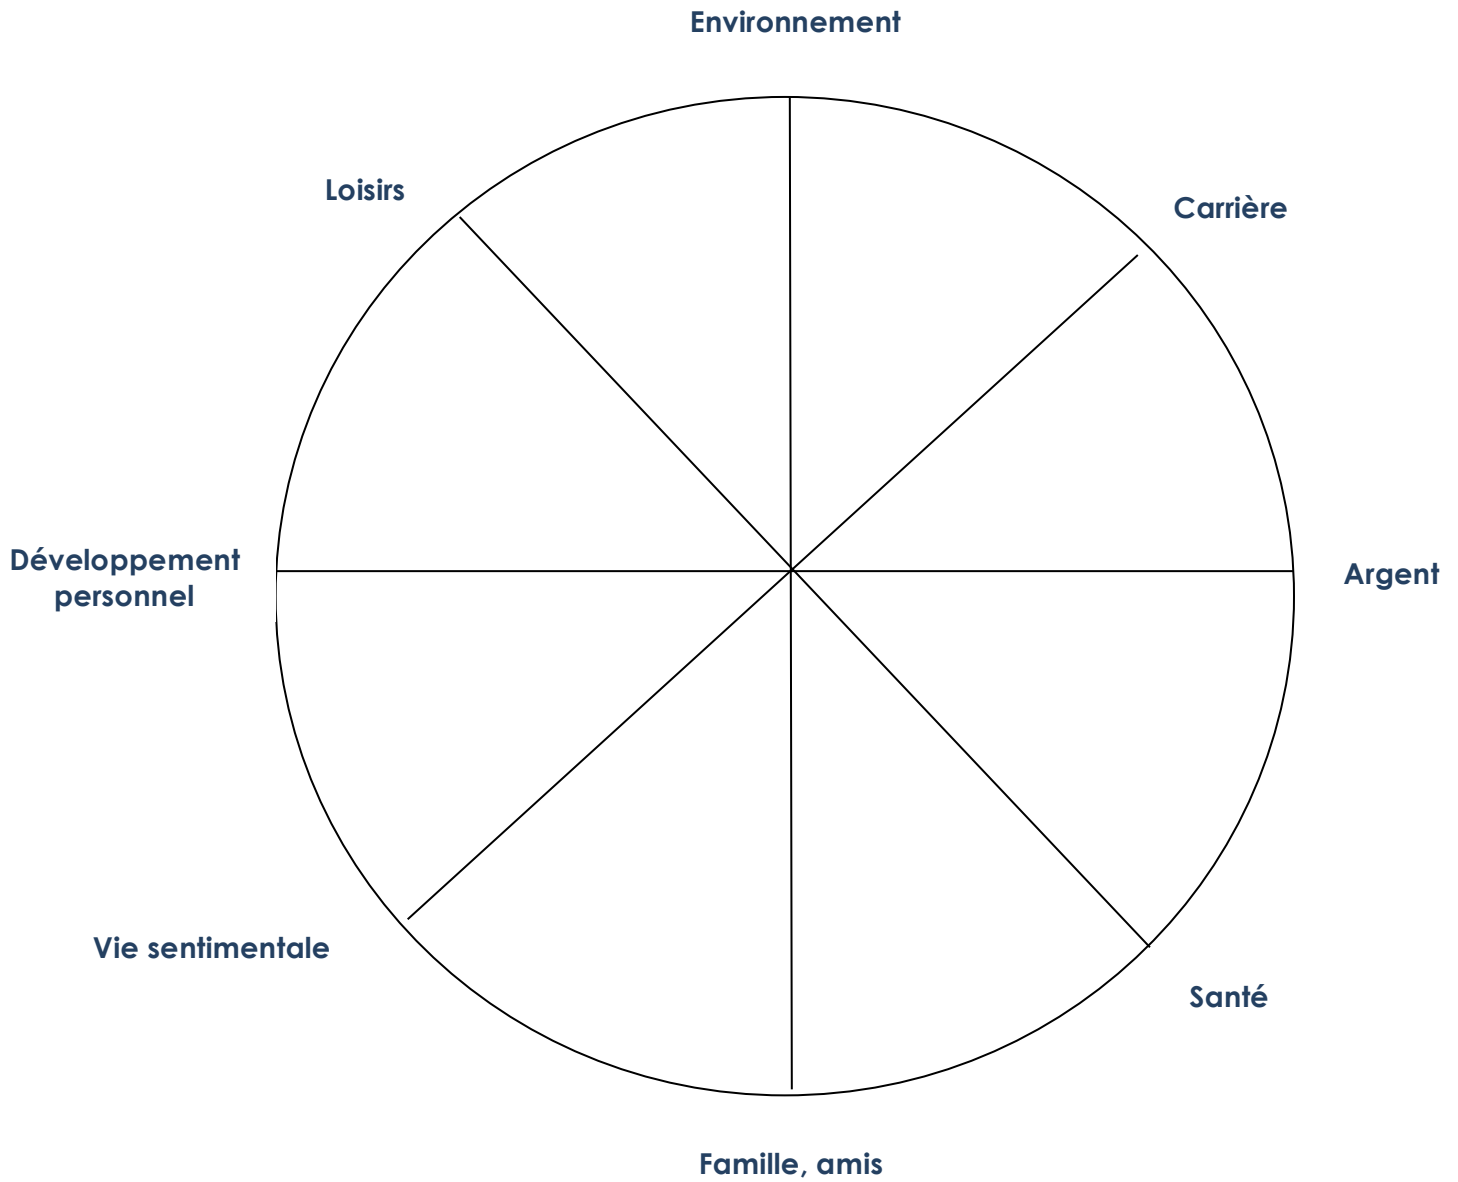 Environnement
Loisirs
Carrière
Développement
personnel
Argent
Vie sentimentale
Santé
Famille, amis